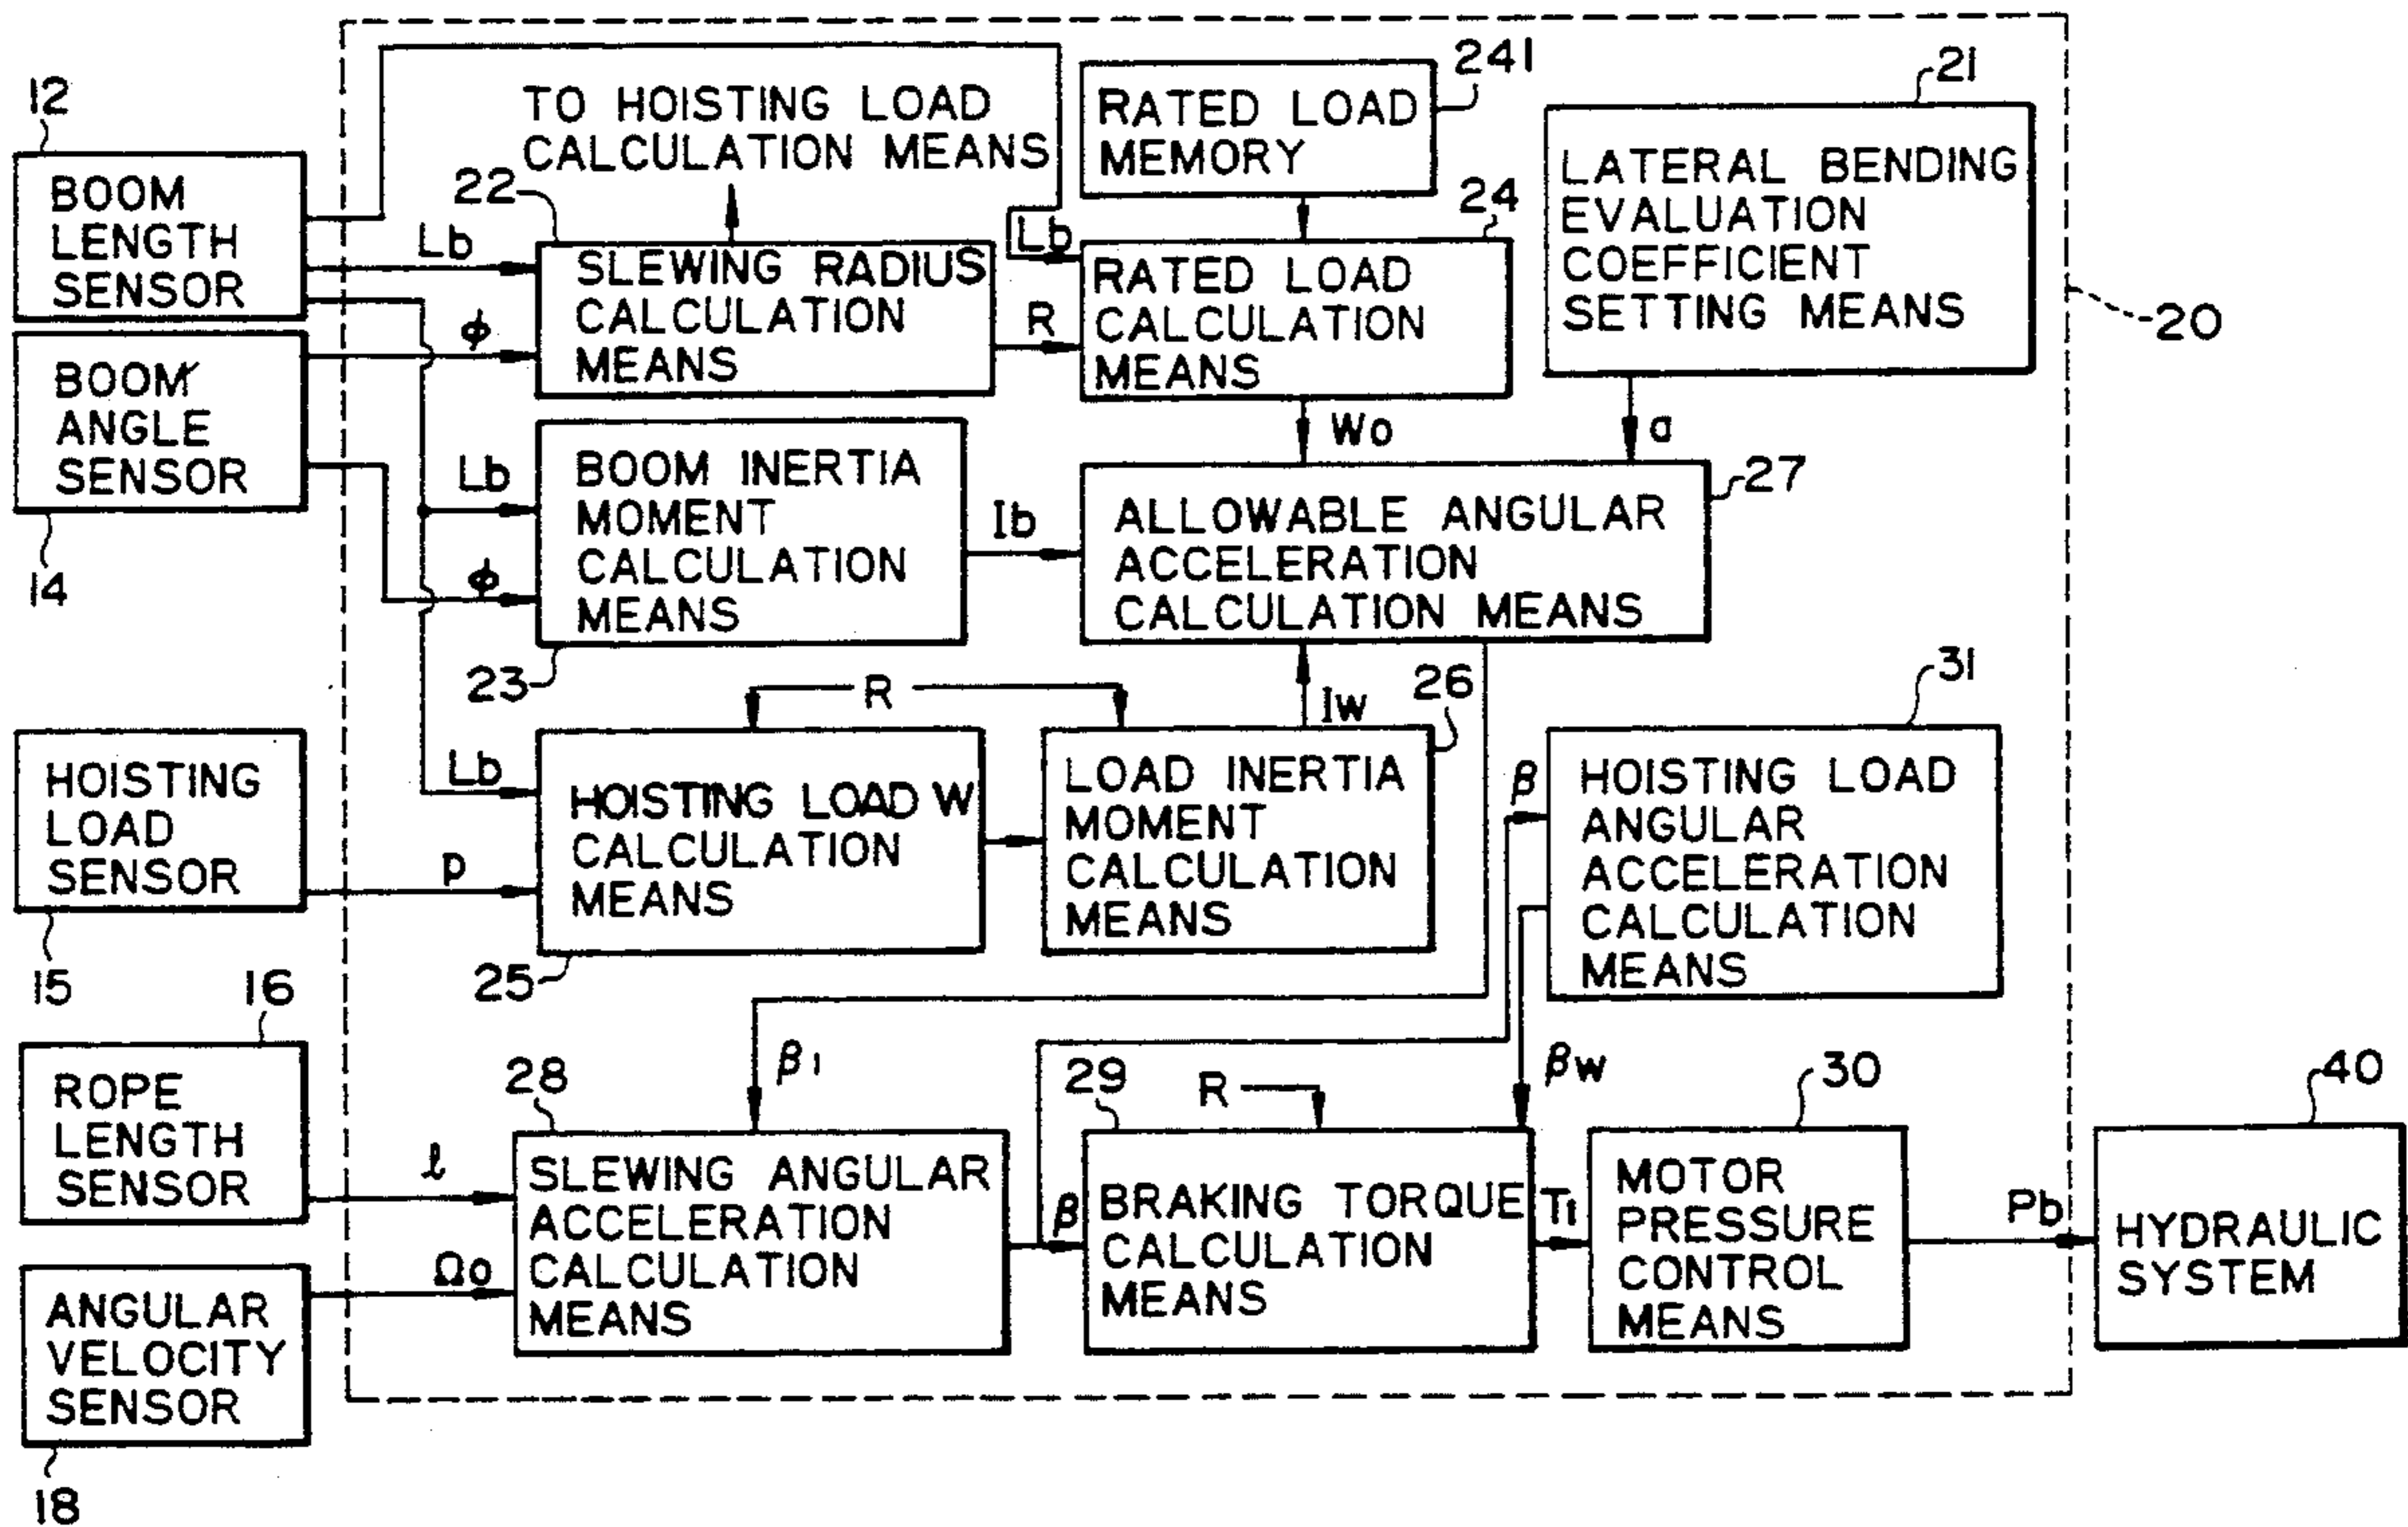 12
BOOM
LENGTH
SENSOR
TO HOISTING LOAD
CALCULATION MEANS
RATED LOAD
MEMORY
241
21
LATERAL BENDING
EVALUATION
COEFFICIENT
SETTING MEANS
20
22
Lb
ϕ
SLEWING RADIUS
CALCULATION
MEANS
Lb
R
24
RATED LOAD
CALCULATION
MEANS
Wo
a
BOOM
ANGLE
SENSOR
14
Lb
ϕ
BOOM INERTIA
MOMENT
CALCULATION
MEANS
23
Ib
27
ALLOWABLE ANGULAR
ACCELERATION
CALCULATION MEANS
R
Iw
26
31
HOISTING
LOAD
SENSOR
15
Lb
p
HOISTING LOAD W
CALCULATION
MEANS
25
LOAD INERTIA
MOMENT
CALCULATION
MEANS
β
HOISTING LOAD
ANGULAR
ACCELERATION
CALCULATION
MEANS
16
ROPE
LENGTH
SENSOR
ℓ
ANGULAR
VELOCITY
SENSOR
18
Ωo
β1
28
SLEWING ANGULAR
ACCELERATION
CALCULATION
MEANS
β
29
R
βw
BRAKING TORQUE
CALCULATION
MEANS
T1
30
MOTOR
PRESSURE
CONTROL
MEANS
Pb
40
HYDRAULIC
SYSTEM